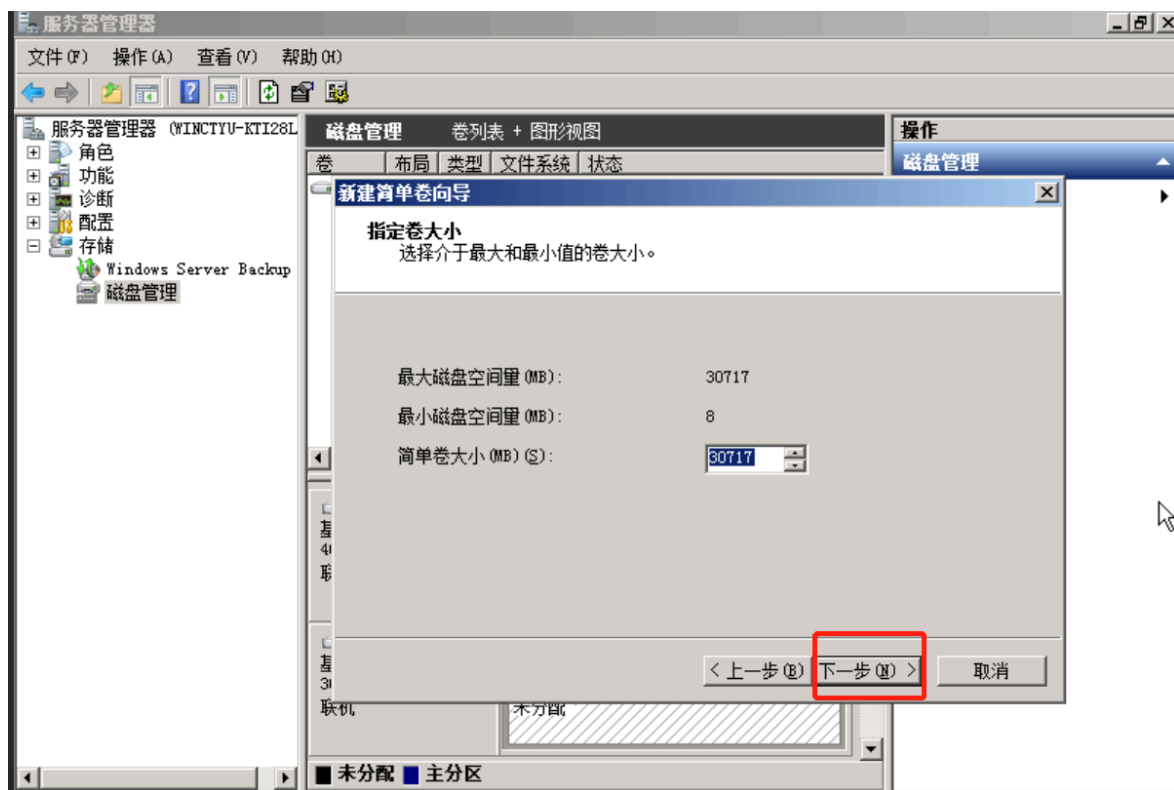 服务器管理器
文件(F) 操作(A) 查看(V) 帮助(H)
服务器管理器 (WINCTYU-KTI28L
角色
功能
诊断
配置
存储
Windows Server Backup
磁盘管理
磁盘管理 卷列表 + 图形视图
卷 布局 类型 文件系统 状态
操作
磁盘管理
新建简单卷向导
指定卷大小
选择介于最大和最小值的卷大小。
最大磁盘空间量(MB): 30717
最小磁盘空间量(MB): 8
简单卷大小(MB)(S): 30717
<上一步(B) 下一步(N)> 取消
基
基
联机
未分配
未分配 主分区